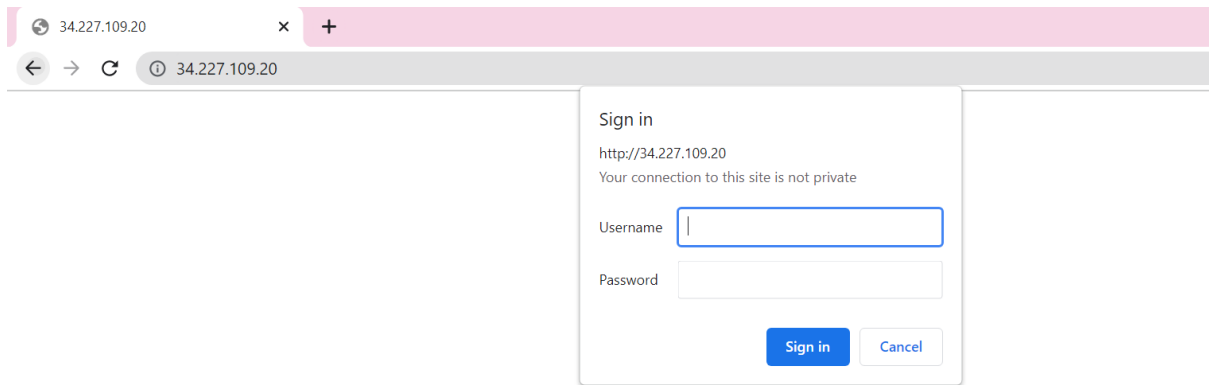 34.227.109.20
34.227.109.20
Sign in
http://34.227.109.20
Your connection to this site is not private
Username
Password
Sign in Cancel